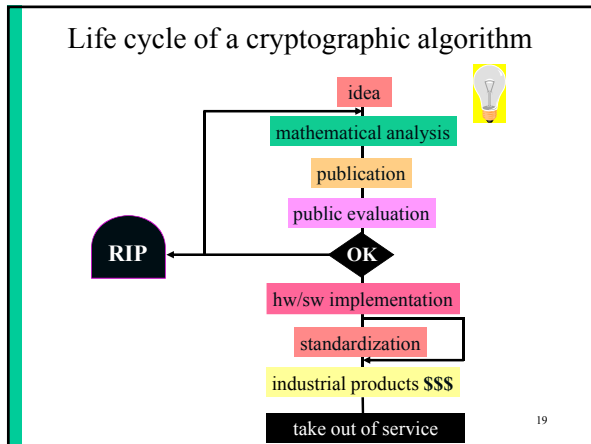 Life cycle of a cryptographic algorithm
idea
mathematical analysis
publication
public evaluation
RIP
OK
hw/sw implementation
standardization
industrial products $$$
take out of service
19